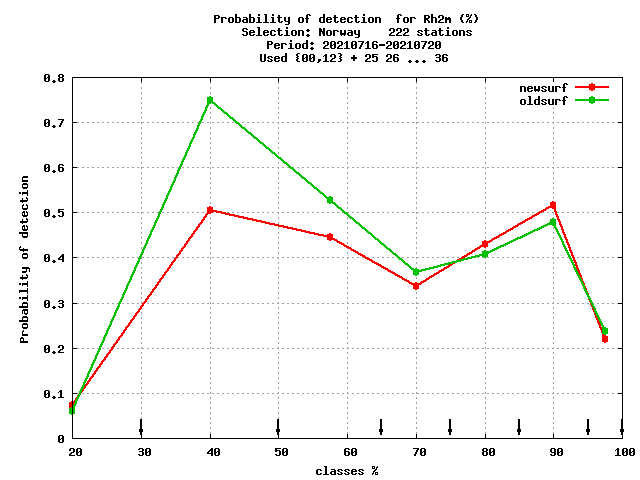 Probability of detection for Rh2m (%)
Selection: Norway 222 stations
Period: 20210716-20210720
Used {00,12} + 25 26 ... 36
newsurf
oldsurf
Probability of detection
0.8
0.7
0.6
0.5
0.4
0.3
0.2
0.1
0
20 30 40 50 60 70 80 90 100
classes %